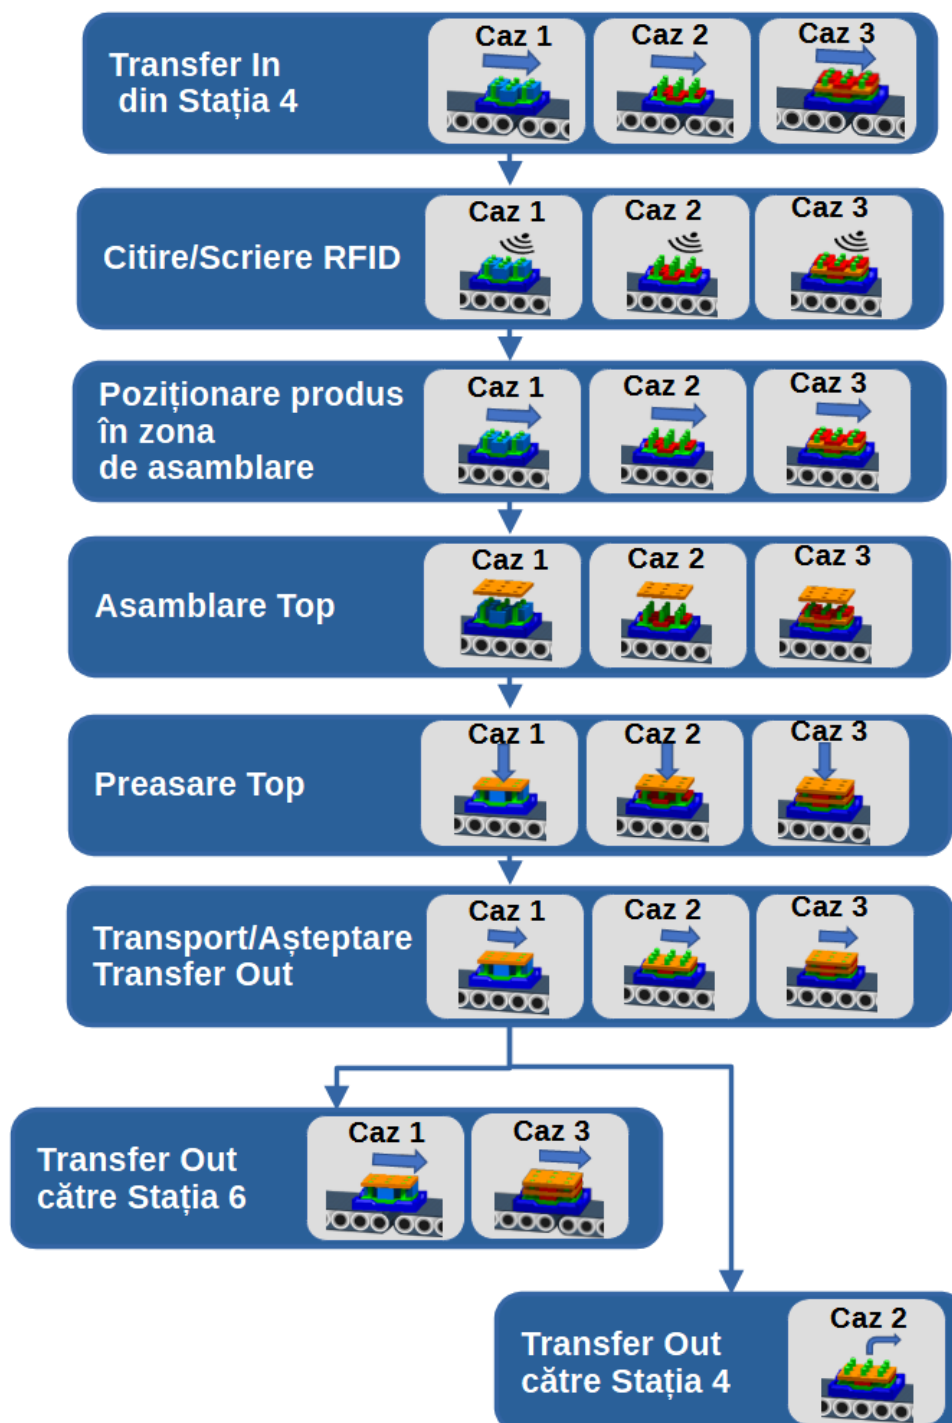 Transfer In
din Stația 4
Caz 1
Caz 2
Caz 3
Citire/Scriere RFID
Caz 1
Caz 2
Caz 3
Poziționare produs
în zona
de asamblare
Caz 1
Caz 2
Caz 3
Asamblare Top
Caz 1
Caz 2
Caz 3
Preasare Top
Caz 1
Caz 2
Caz 3
Transport/Așteptare
Transfer Out
Caz 1
Caz 2
Caz 3
Transfer Out
către Stația 6
Caz 1
Caz 3
Transfer Out
către Stația 4
Caz 2